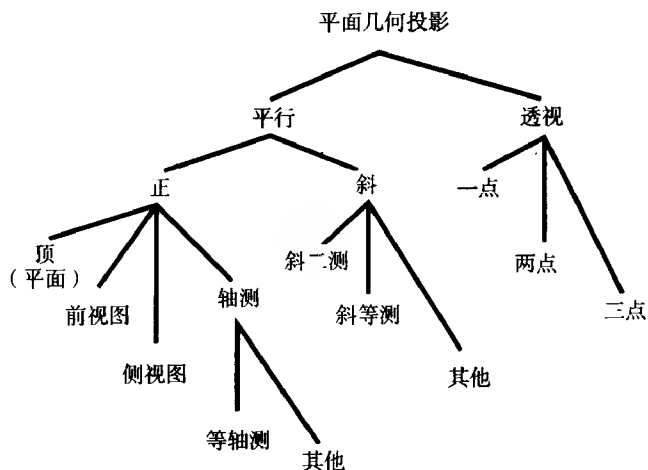 平面几何投影
平行
透视
正
斜
一点
顶
（平面）
斜二测
两点
前视图
轴测
斜等测
三点
侧视图
其他
等轴测
其他